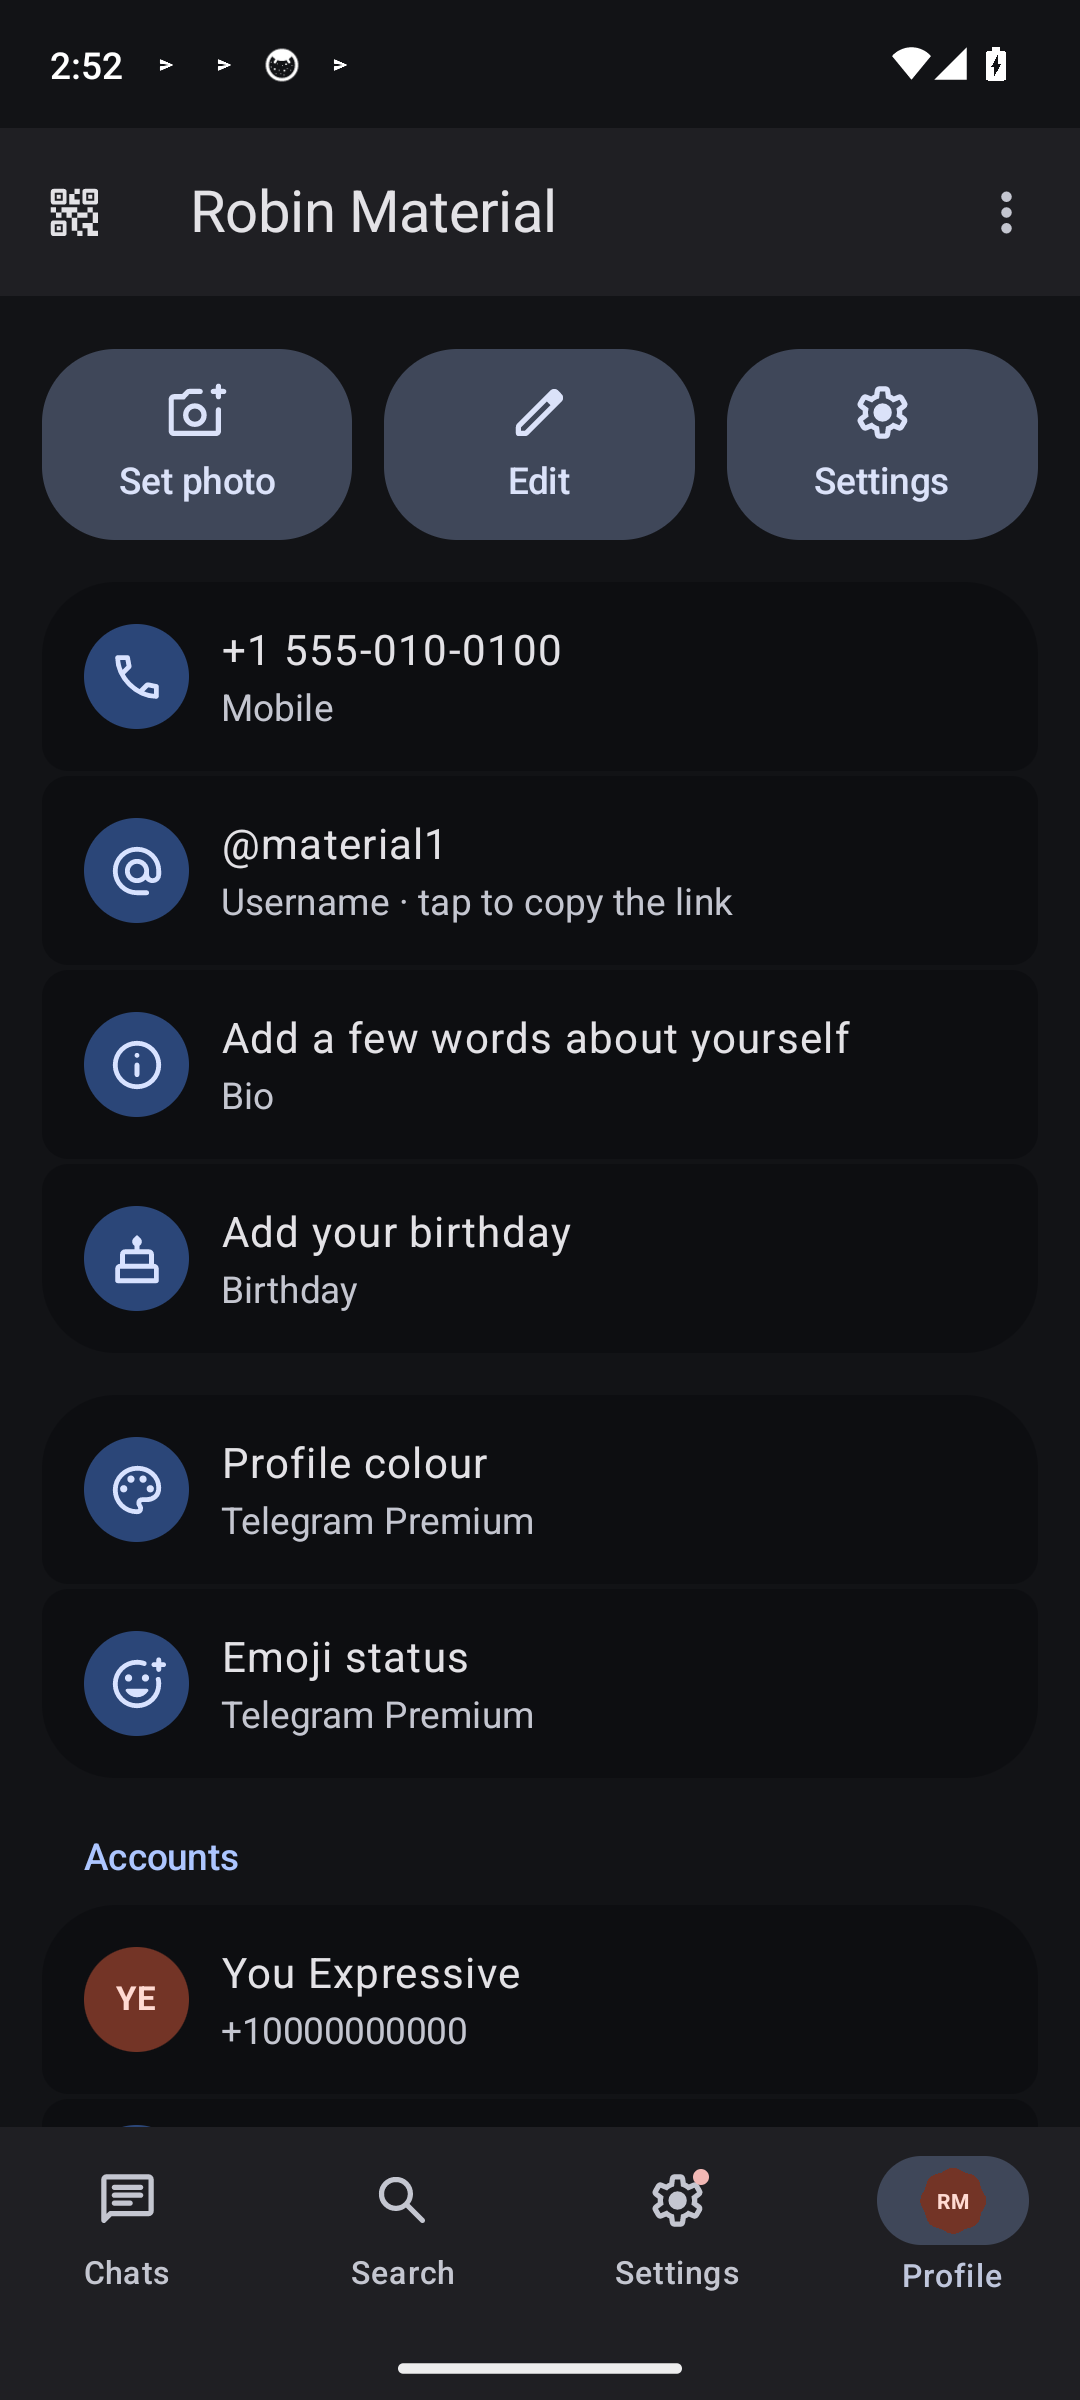 2:52
Robin Material
Set photo
Edit
Settings
+1 555-010-0100
Mobile
@material1
Username · tap to copy the link
Add a few words about yourself
Bio
Add your birthday
Birthday
Profile colour
Telegram Premium
Emoji status
Telegram Premium
Accounts
YE
You Expressive
+10000000000
RM
Chats
Search
Settings
Profile